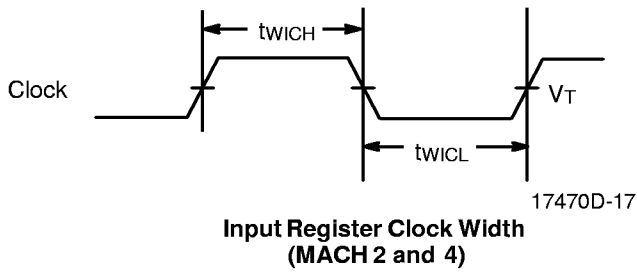 tWICH
Clock
VT
tWICL
17470D-17
Input Register Clock Width
(MACH 2 and 4)